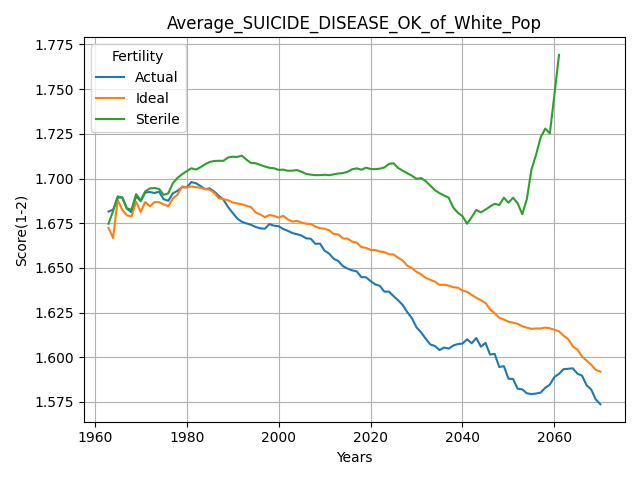 Average_SUICIDE_DISEASE_OK_of_White_Pop
Fertility
Actual
Ideal
Sterile
Score(1-2)
1.775
1.750
1.725
1.700
1.675
1.650
1.625
1.600
1.575
1960
1980
2000
2020
2040
2060
Years